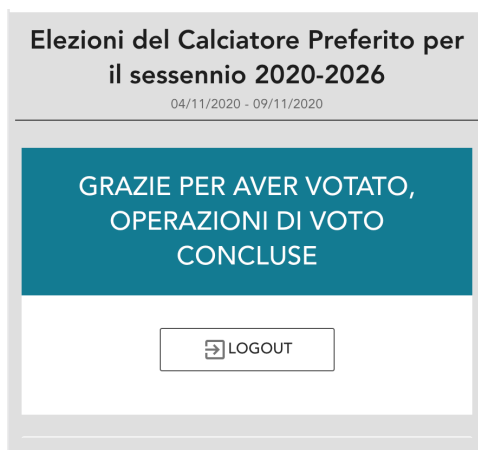 Elezioni del Calciatore Preferito per
il sessennio 2020-2026
04/11/2020 - 09/11/2020
GRAZIE PER AVER VOTATO,
OPERAZIONI DI VOTO
CONCLUSE
LOGOUT